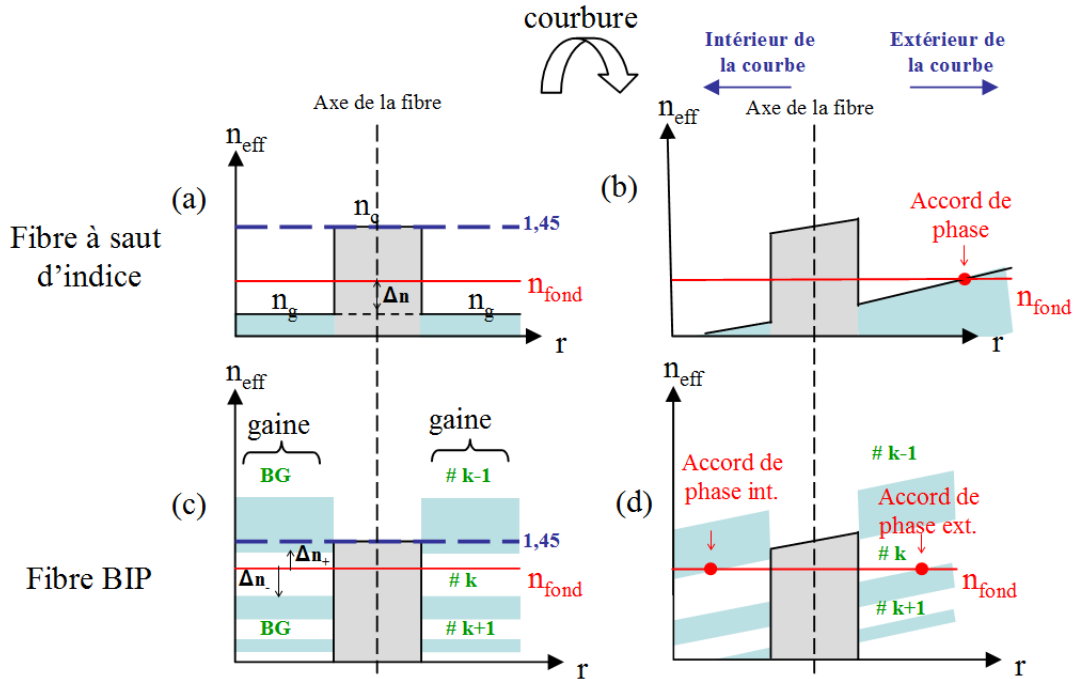 courbure
Intérieur de
la courbe
Extérieur de
la courbe
Axe de la fibre
Axe de la fibre
Fibre à saut
d’indice
(a)
n_eff
n_c
1,45
n_fond
Δn
n_g
n_g
r
(b)
n_eff
Accord de
phase
n_fond
r
Fibre BIP
(c)
n_eff
gaine
gaine
BG
# k-1
1,45
Δn+
Δn-
# k
n_fond
BG
# k+1
r
(d)
n_eff
# k-1
Accord de
phase int.
Accord de
phase ext.
# k
n_fond
# k+1
r